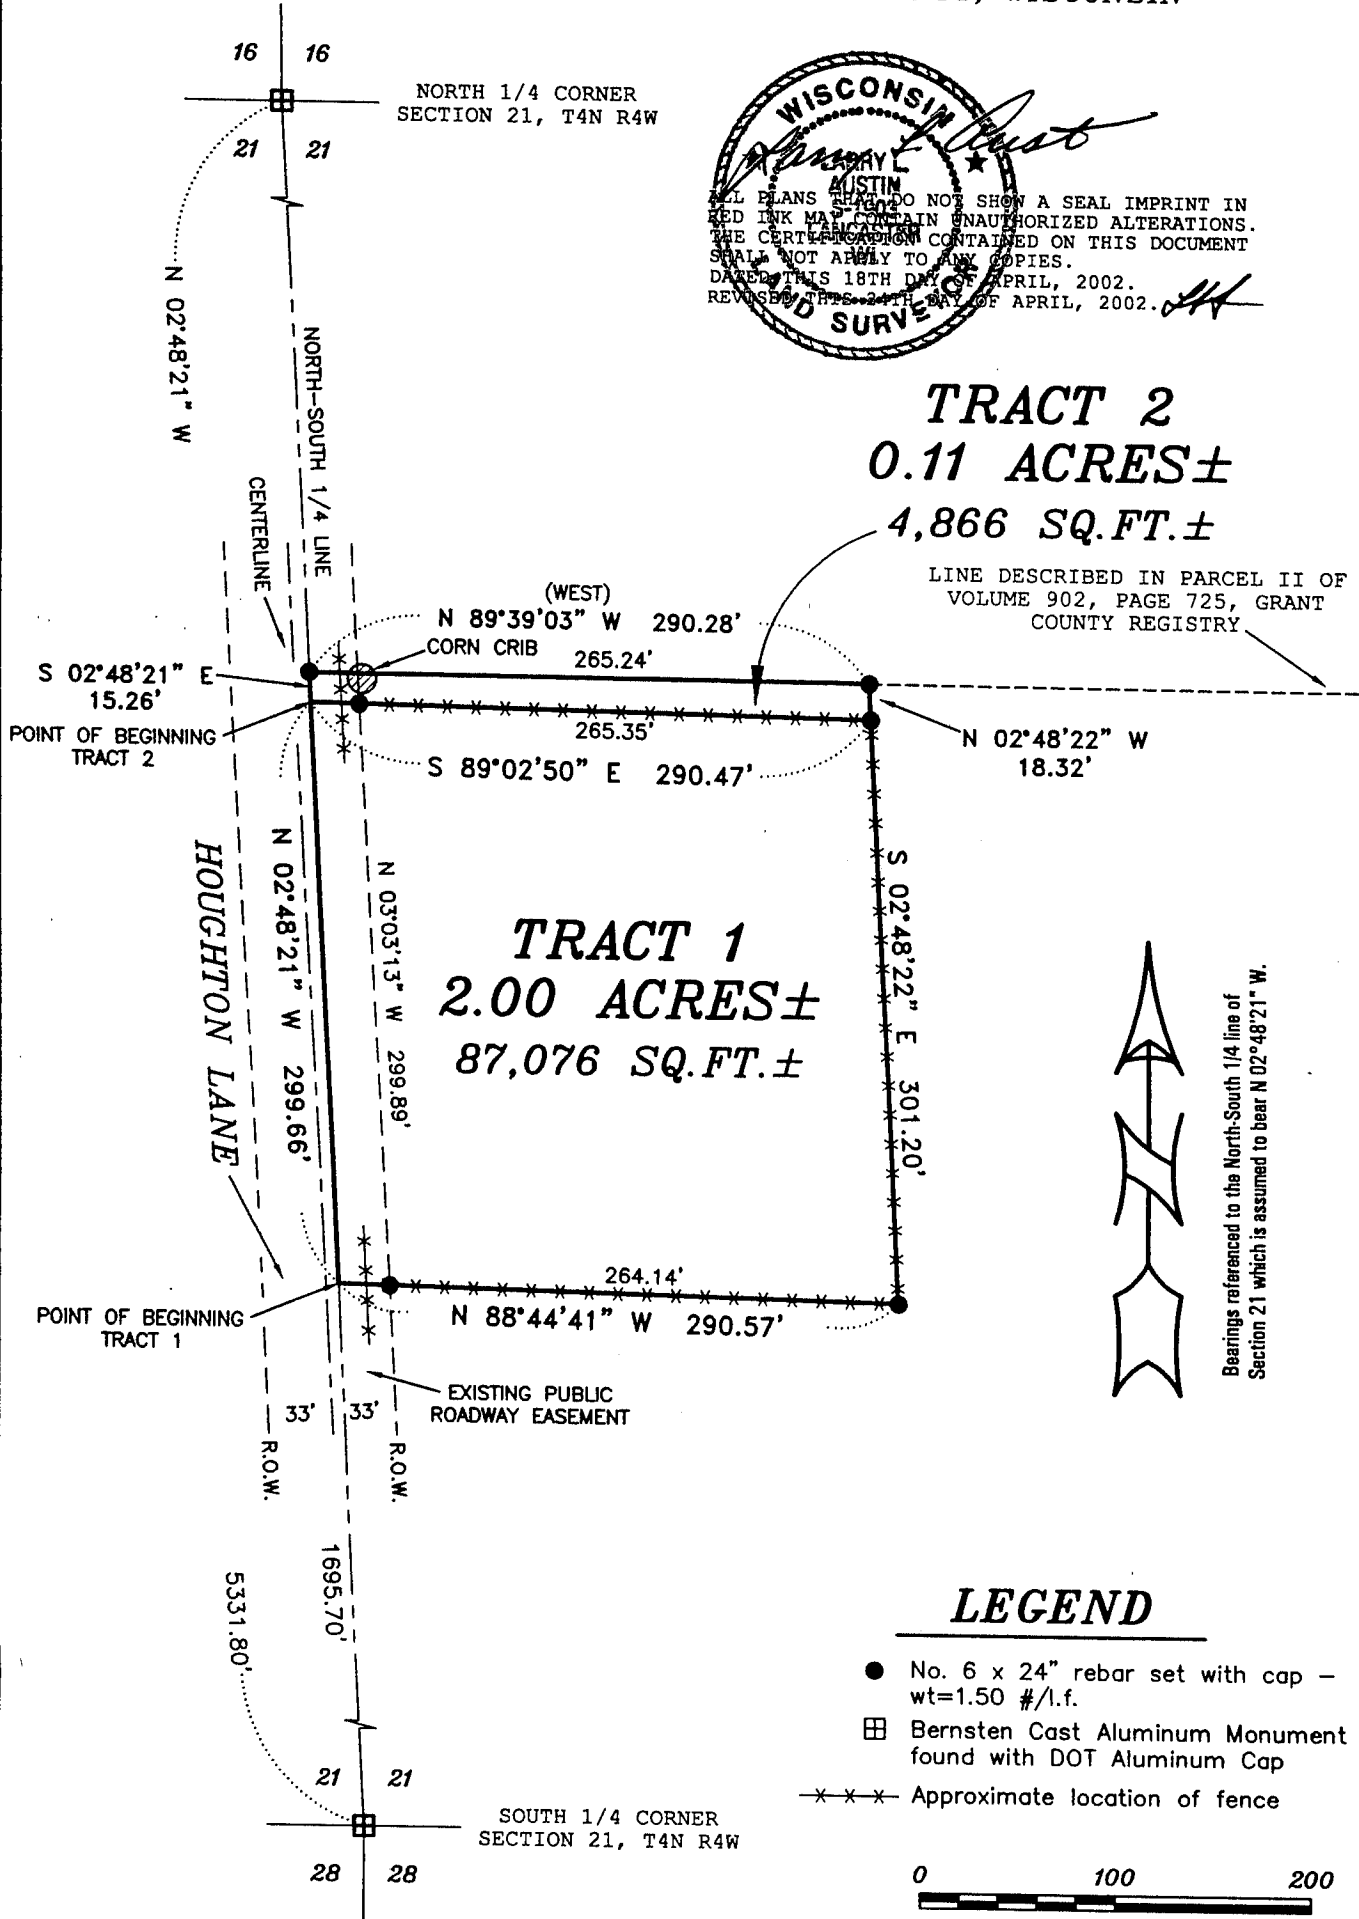 WISCONSIN
16 16
NORTH 1/4 CORNER
SECTION 21, T4N R4W
21 21
WISCONSIN
LARRY L.
AUSTIN
S-1903
LANCASTER
WI
LAND SURVEYOR
ALL PLANS THAT DO NOT SHOW A SEAL IMPRINT IN
RED INK MAY CONTAIN UNAUTHORIZED ALTERATIONS.
THE CERTIFICATION CONTAINED ON THIS DOCUMENT
SHALL NOT APPLY TO ANY COPIES.
DATED THIS 18TH DAY OF APRIL, 2002.
REVISED THIS 24TH DAY OF APRIL, 2002.
N 02°48'21" W
NORTH-SOUTH 1/4 LINE
CENTERLINE
TRACT 2
0.11 ACRES±
4,866 SQ.FT.±
LINE DESCRIBED IN PARCEL II OF
VOLUME 902, PAGE 725, GRANT
COUNTY REGISTRY
(WEST)
N 89°39'03" W 290.28'
CORN CRIB
265.24'
S 02°48'21" E
15.26'
POINT OF BEGINNING
TRACT 2
265.35'
S 89°02'50" E 290.47'
N 02°48'22" W
18.32'
HOUGHTON LANE
N 02°48'21" W 299.66'
N 03°03'13" W 299.89'
TRACT 1
2.00 ACRES±
87,076 SQ.FT.±
S 02°48'22" E 301.20'
Bearings referenced to the North-South 1/4 line of
Section 21 which is assumed to bear N 02°48'21" W.
264.14'
N 88°44'41" W 290.57'
POINT OF BEGINNING
TRACT 1
EXISTING PUBLIC
ROADWAY EASEMENT
33' 33'
R.O.W. R.O.W.
1695.70'
5331.80'
LEGEND
No. 6 x 24" rebar set with cap –
wt=1.50 #/l.f.
Bernsten Cast Aluminum Monument
found with DOT Aluminum Cap
Approximate location of fence
21 21
SOUTH 1/4 CORNER
SECTION 21, T4N R4W
28 28
0 100 200